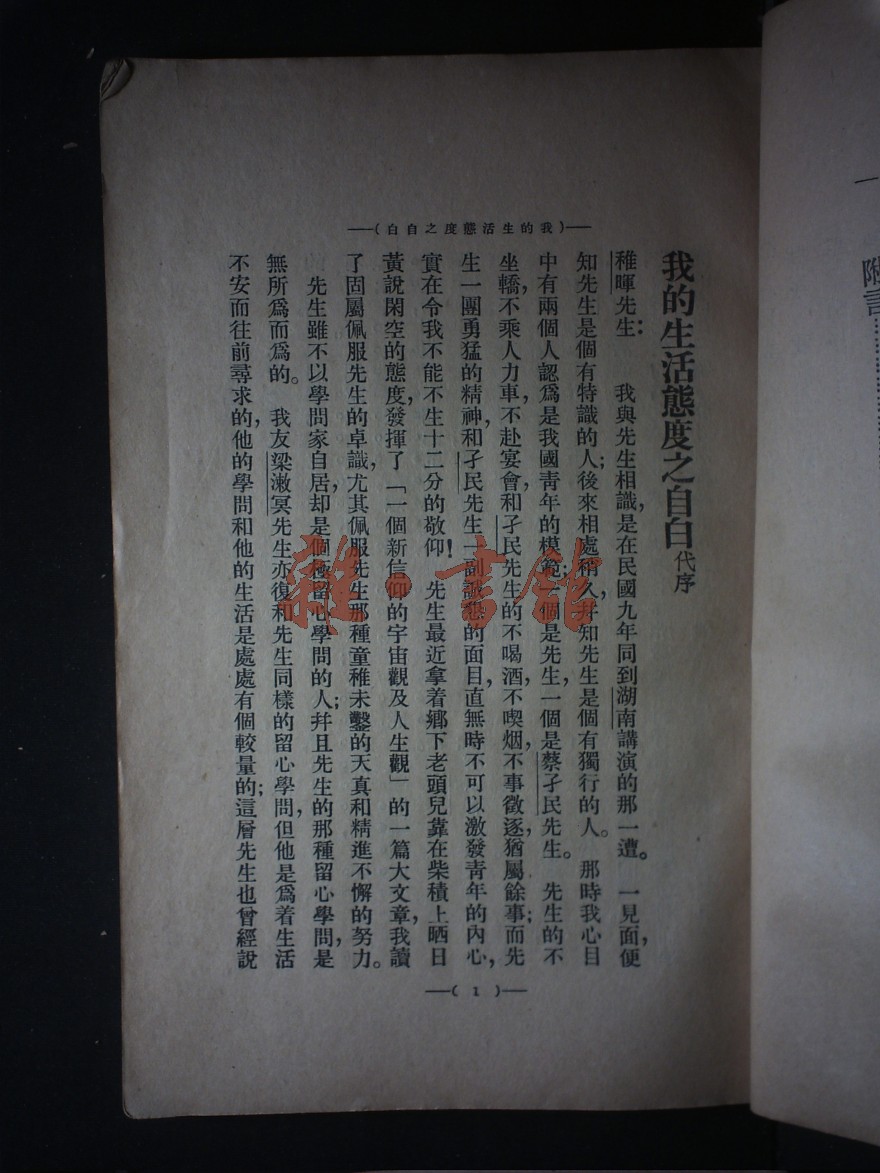 ——(我的生活態度之自白)——
我的生活態度之自白 代序
稚暉先生： 我與先生相識，是在民國九年同到湖南講演的那一遭。一見面，便
知先生是個有特識的人；後來相處稍久，幷知先生是個有獨行的人。那時我心目
中有兩個人認爲是我國青年的模範；一個是先生，一個是蔡孑民先生。先生的不
坐轎，不乘人力車，不赴宴會，和孑民先生的不喝酒，不喫烟，不事徵逐，猶屬餘事；而先
生一團勇猛的精神，和孑民先生一副誠懇的面目，直無時不可以激發青年的內心，
實在令我不能不生十二分的敬仰！先生最近拿着鄉下老頭兒靠在柴積上晒日
黃說閑空的態度，發揮了「一個新信仰的宇宙觀及人生觀」的一篇大文章，我讀
了固屬佩服先生的卓識，尤其佩服先生那種童稚未鑿的天真和精進不懈的努力。
先生雖不以學問家自居，却是個極留心學問的人；幷且先生的那種留心學問，是
無所爲而爲的。我友梁漱冥先生亦復和先生同樣的留心學問，但他是爲着生活
不安而往前尋求的，他的學問和他的生活是處處有個較量的；這層先生也曾經說
——( 1 )——
一
附言
雜·書館